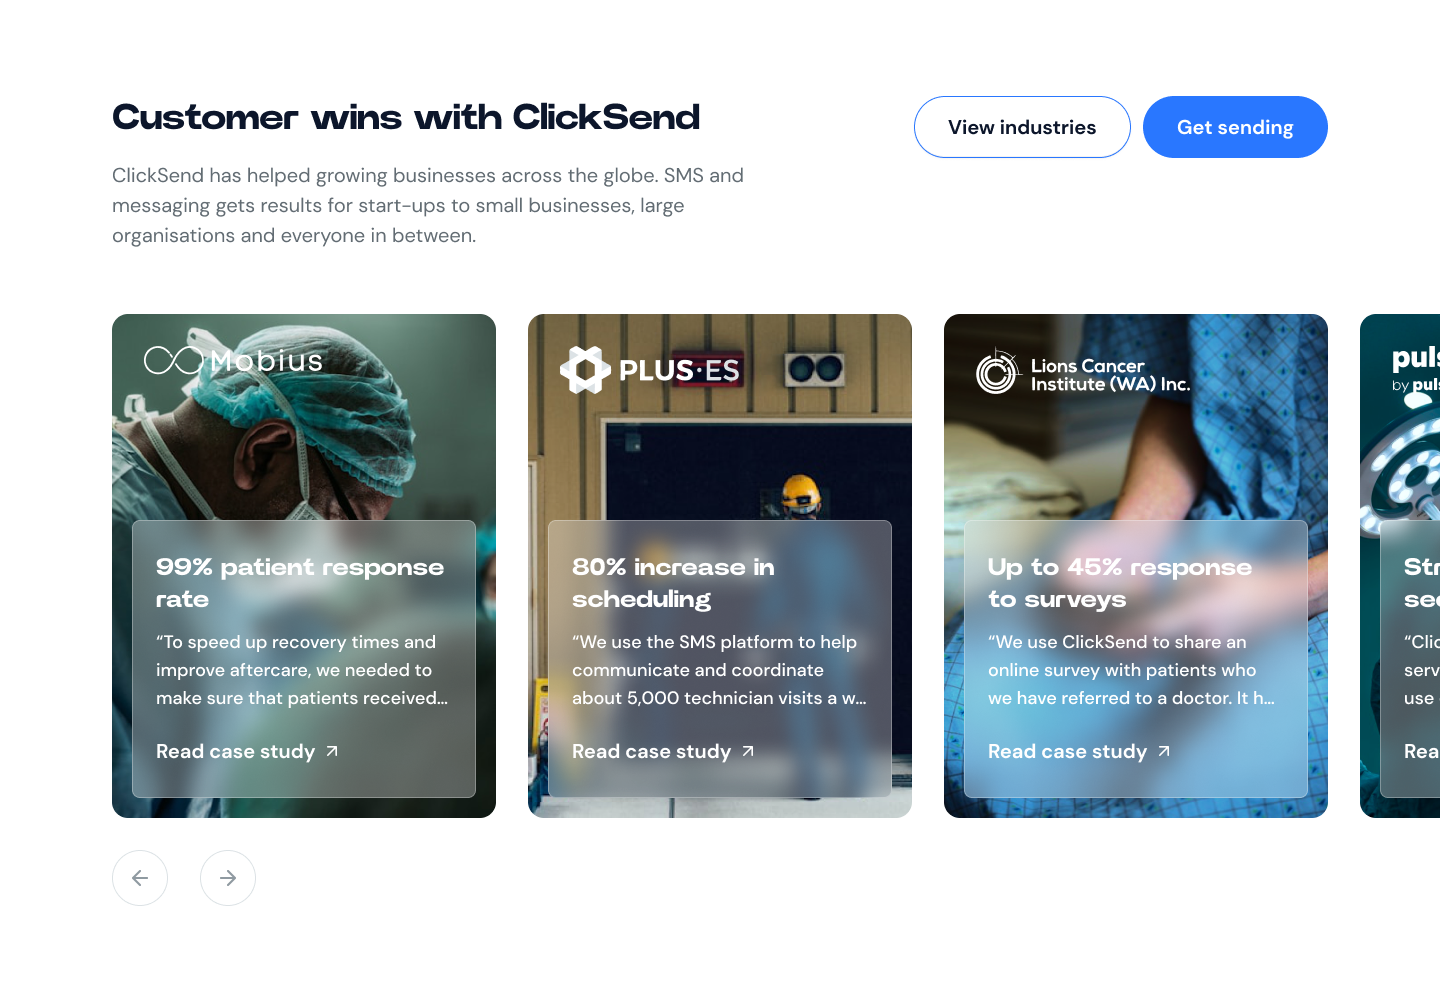 Customer wins with ClickSend
View industries
Get sending
ClickSend has helped growing businesses across the globe. SMS and
messaging gets results for start-ups to small businesses, large
organisations and everyone in between.
Mobius
99% patient response
rate
“To speed up recovery times and
improve aftercare, we needed to
make sure that patients received...
Read case study
PLUS·ES
80% increase in
scheduling
“We use the SMS platform to help
communicate and coordinate
about 5,000 technician visits a w...
Read case study
Lions Cancer
Institute (WA) Inc.
Up to 45% response
to surveys
“We use ClickSend to share an
online survey with patients who
we have referred to a doctor. It h...
Read case study
by
use